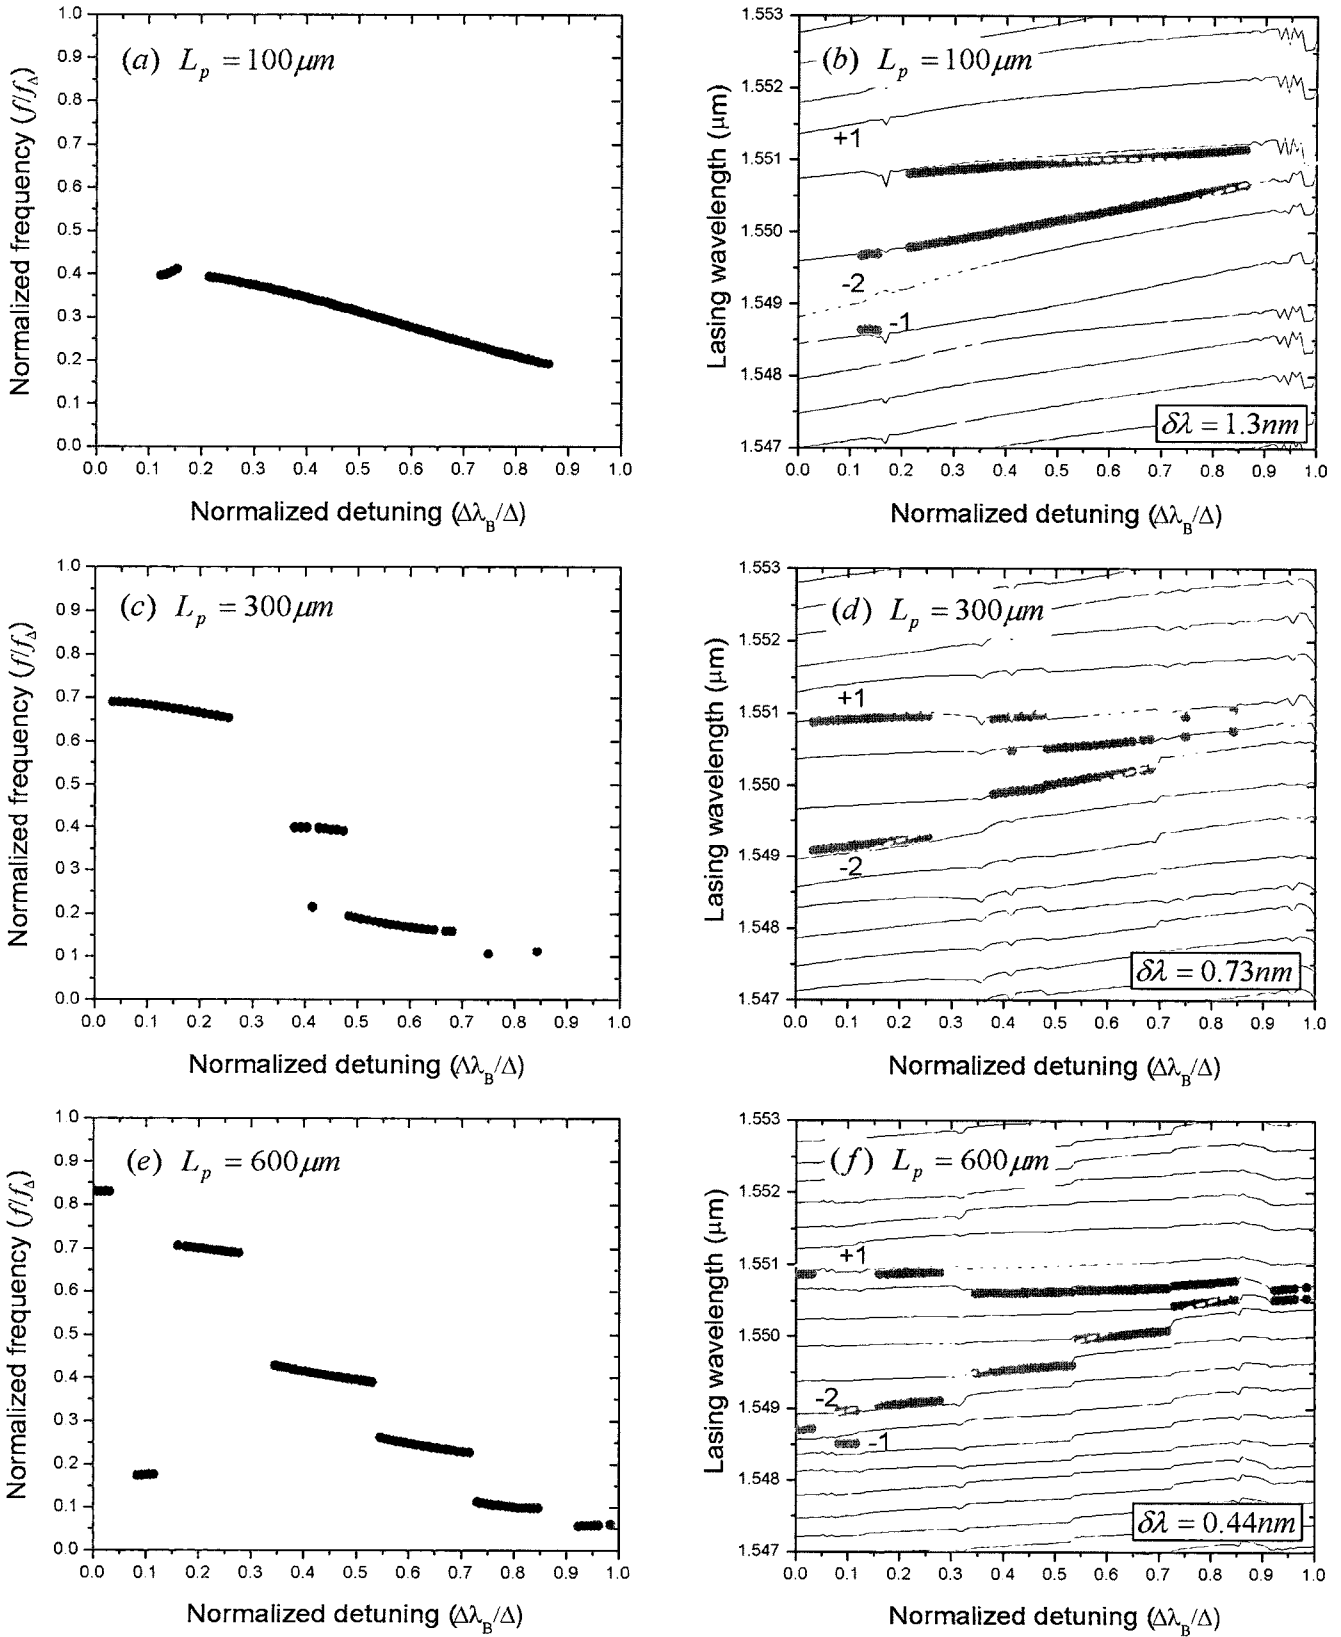 (a) L_p = 100μm
Normalized frequency (f/f_Δ)
1.0
0.9
0.8
0.7
0.6
0.5
0.4
0.3
0.2
0.1
0.0
0.0 0.1 0.2 0.3 0.4 0.5 0.6 0.7 0.8 0.9 1.0
Normalized detuning (Δλ_B/Δ)
(b) L_p = 100μm
Lasing wavelength (μm)
1.553
1.552
1.551
1.550
1.549
1.548
1.547
+1
-2
-1
δλ = 1.3nm
0.0 0.1 0.2 0.3 0.4 0.5 0.6 0.7 0.8 0.9 1.0
Normalized detuning (Δλ_B/Δ)
(c) L_p = 300μm
Normalized frequency (f/f_Δ)
1.0
0.9
0.8
0.7
0.6
0.5
0.4
0.3
0.2
0.1
0.0
0.0 0.1 0.2 0.3 0.4 0.5 0.6 0.7 0.8 0.9 1.0
Normalized detuning (Δλ_B/Δ)
(d) L_p = 300μm
Lasing wavelength (μm)
1.553
1.552
1.551
1.550
1.549
1.548
1.547
+1
-2
δλ = 0.73nm
0.0 0.1 0.2 0.3 0.4 0.5 0.6 0.7 0.8 0.9 1.0
Normalized detuning (Δλ_B/Δ)
(e) L_p = 600μm
Normalized frequency (f/f_Δ)
1.0
0.9
0.8
0.7
0.6
0.5
0.4
0.3
0.2
0.1
0.0
0.0 0.1 0.2 0.3 0.4 0.5 0.6 0.7 0.8 0.9 1.0
Normalized detuning (Δλ_B/Δ)
(f) L_p = 600μm
Lasing wavelength (μm)
1.553
1.552
1.551
1.550
1.549
1.548
1.547
+1
-2
-1
δλ = 0.44nm
0.0 0.1 0.2 0.3 0.4 0.5 0.6 0.7 0.8 0.9 1.0
Normalized detuning (Δλ_B/Δ)